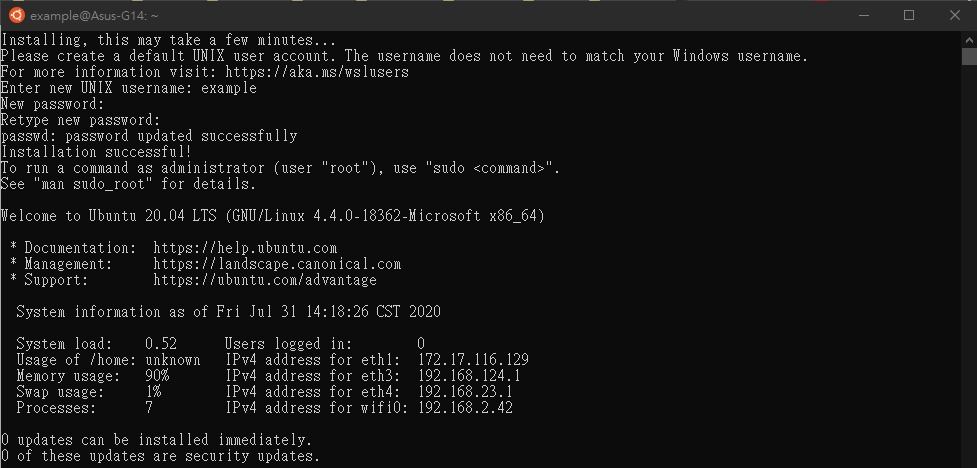 example@Asus-G14: ~
Installing, this may take a few minutes...
Please create a default UNIX user account. The username does not need to match your Windows username.
For more information visit: https://aka.ms/wslusers
Enter new UNIX username: example
New password:
Retype new password:
passwd: password updated successfully
Installation successful!
To run a command as administrator (user "root"), use "sudo <command>".
See "man sudo_root" for details.
Welcome to Ubuntu 20.04 LTS (GNU/Linux 4.4.0-18362-Microsoft x86_64)
 * Documentation:  https://help.ubuntu.com
 * Management:     https://landscape.canonical.com
 * Support:        https://ubuntu.com/advantage
  System information as of Fri Jul 31 14:18:26 CST 2020
  System load:    0.52      Users logged in:        0
  Usage of /home: unknown   IPv4 address for eth1:  172.17.116.129
  Memory usage:   90%       IPv4 address for eth3:  192.168.124.1
  Swap usage:     1%        IPv4 address for eth4:  192.168.23.1
  Processes:      7         IPv4 address for wifi0: 192.168.2.42
0 updates can be installed immediately.
0 of these updates are security updates.